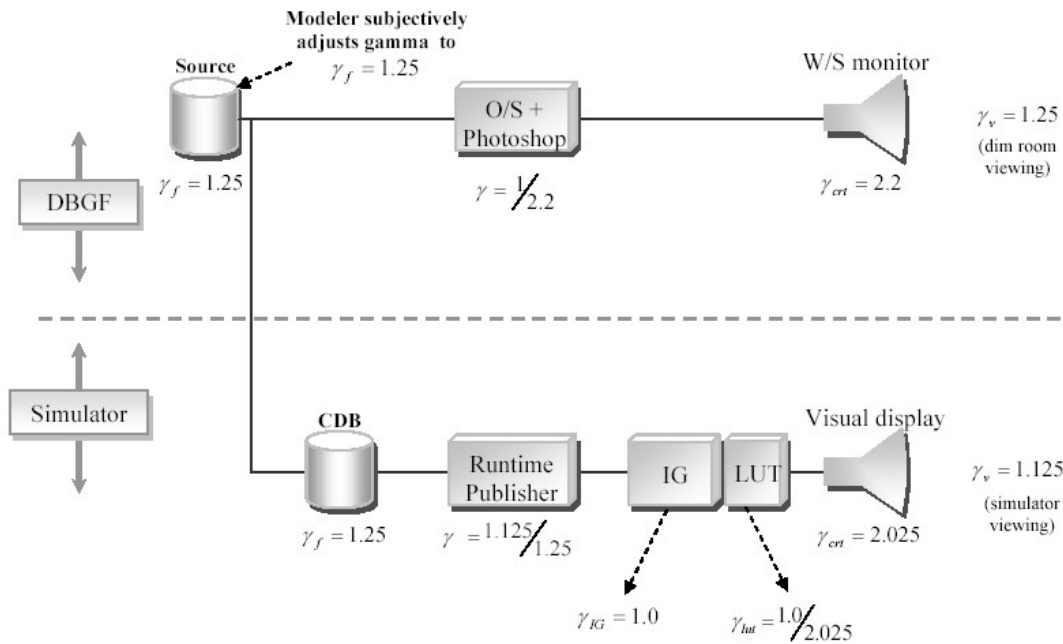 Modeler subjectively
adjusts gamma to
γf = 1.25
Source
W/S monitor
O/S +
Photoshop
γv = 1.25
(dim room
viewing)
γf = 1.25
γ = 1/2.2
γcrt = 2.2
DBGF
Simulator
CDB
Visual display
Runtime
Publisher
IG
LUT
γv = 1.125
(simulator
viewing)
γf = 1.25
γ = 1.125/1.25
γcrt = 2.025
γIG = 1.0
γlut = 1.0/2.025